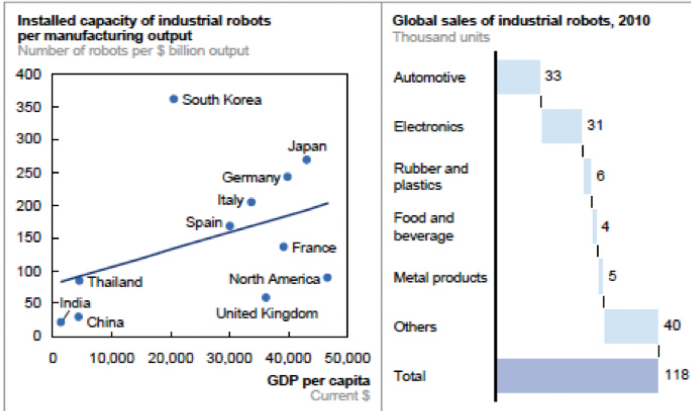 Installed capacity of industrial robots
per manufacturing output
Number of robots per $ billion output
400
350
300
250
200
150
100
50
0
South Korea
Japan
Germany
Italy
Spain
France
Thailand
North America
India
United Kingdom
China
0
10,000
20,000
30,000
40,000
50,000
GDP per capita
Current $
Global sales of industrial robots, 2010
Thousand units
Automotive
33
Electronics
31
Rubber and
plastics
6
Food and
beverage
4
Metal products
5
Others
40
Total
118